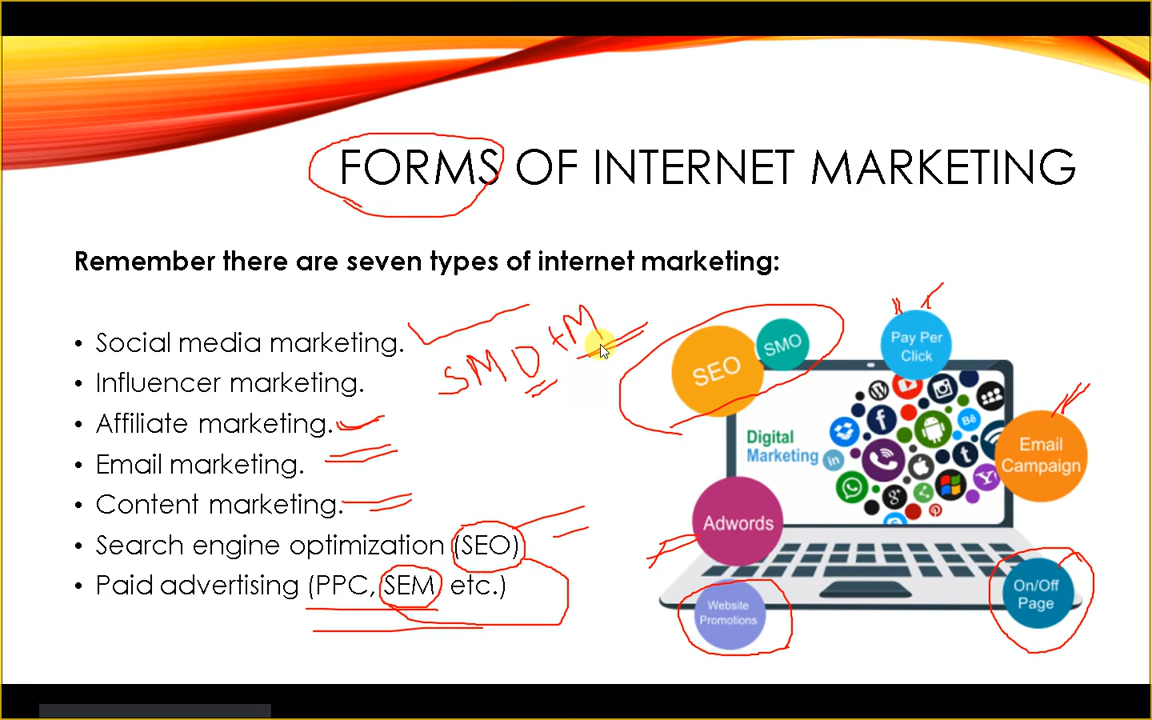 FORMS OF INTERNET MARKETING
Remember there are seven types of internet marketing:
• Social media marketing.
• Influencer marketing.
• Affiliate marketing.
• Email marketing.
• Content marketing.
• Search engine optimization (SEO)
• Paid advertising (PPC, SEM etc.)
SMO+M
SEO
SMO
Pay Per
Click
Digital
Marketing
Email
Campaign
Adwords
Website
Promotions
On/Off
Page